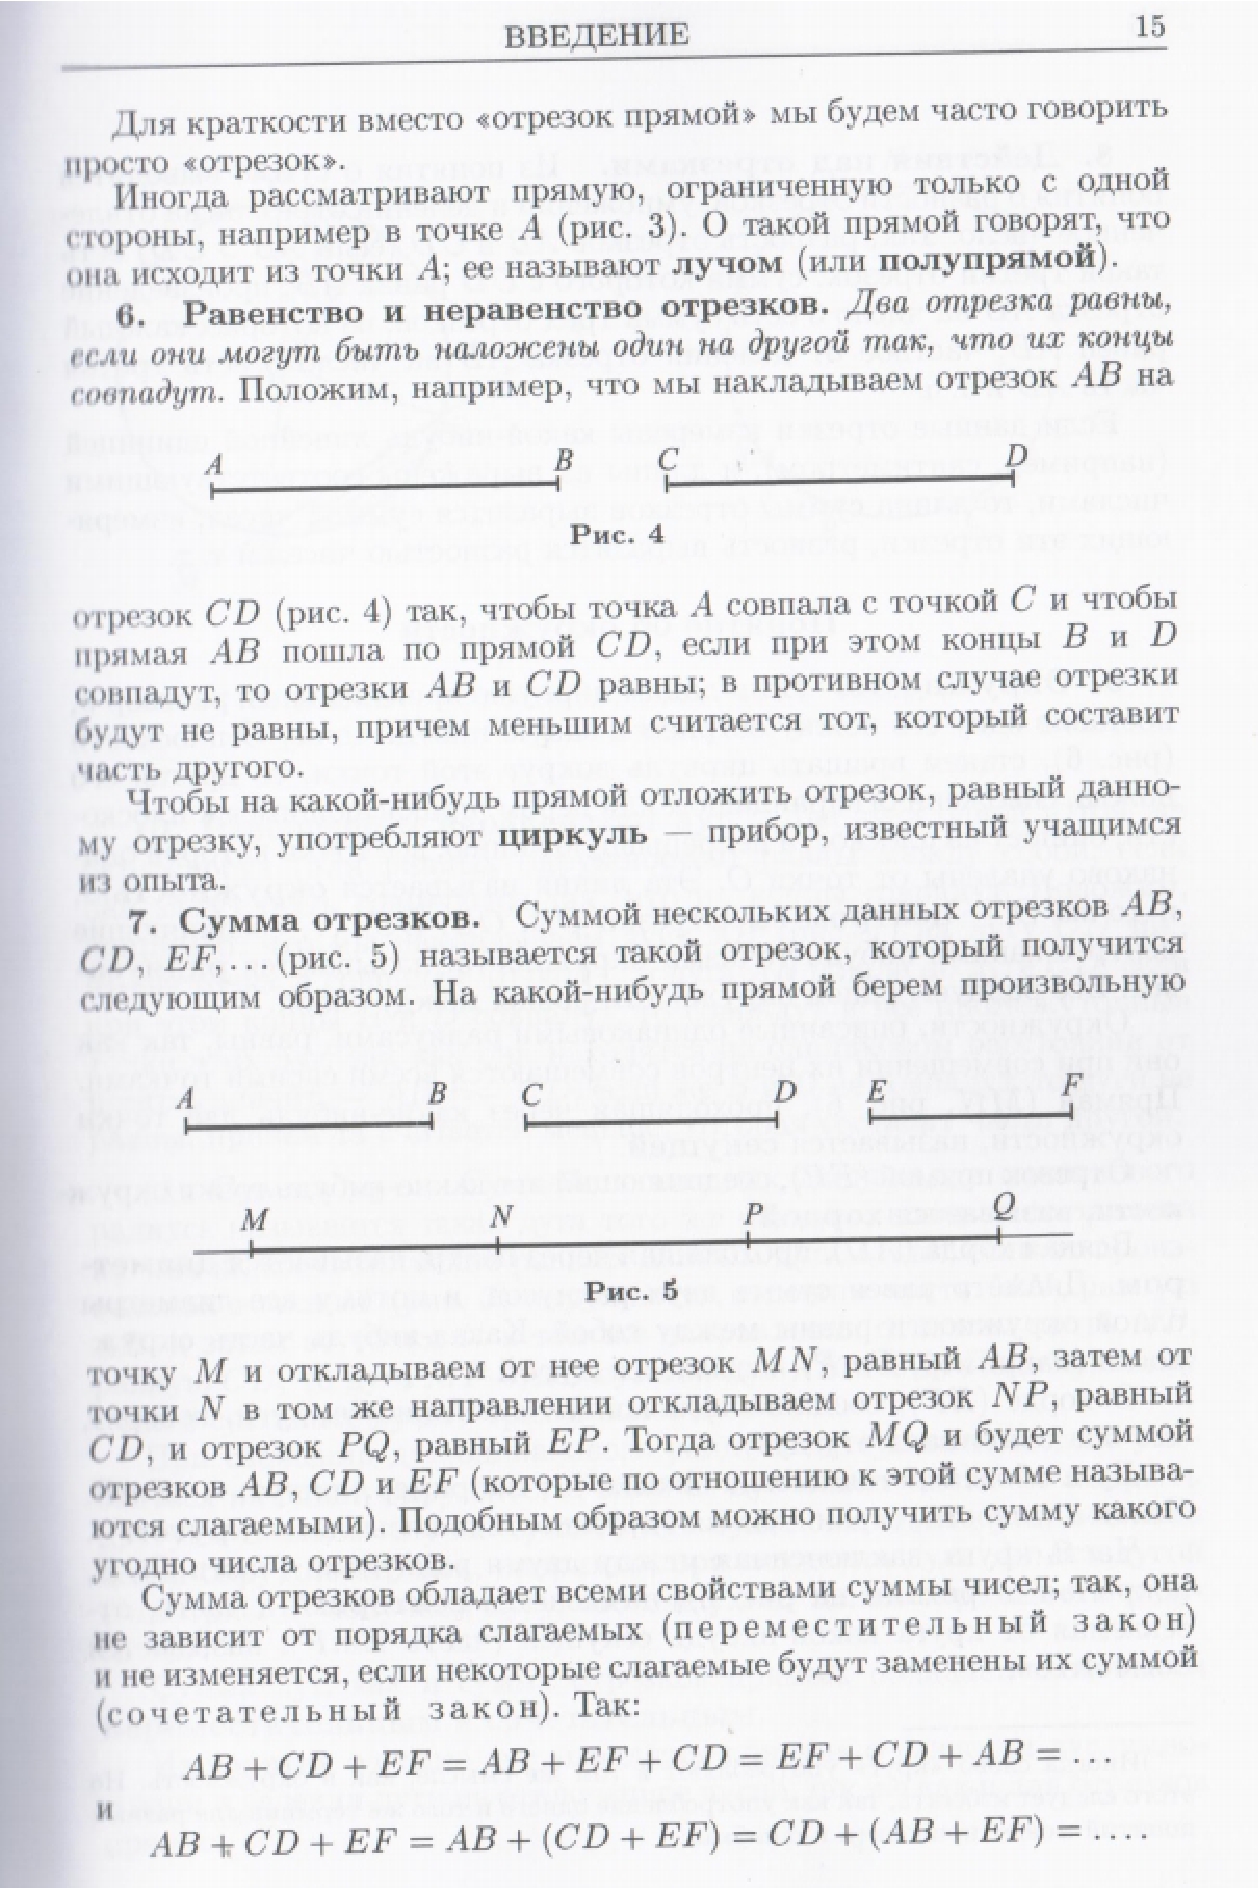 ВВЕДЕНИЕ
15
Для краткости вместо «отрезок прямой» мы будем часто говорить
просто «отрезок».
Иногда рассматривают прямую, ограниченную только с одной
стороны, например в точке A (рис. 3). О такой прямой говорят, что
она исходит из точки A; ее называют лучом (или полупрямой).
6. Равенство и неравенство отрезков. Два отрезка равны,
если они могут быть наложены один на другой так, что их концы
совпадут. Положим, например, что мы накладываем отрезок AB на
A B C D
Рис. 4
отрезок CD (рис. 4) так, чтобы точка A совпала с точкой C и чтобы
прямая AB пошла по прямой CD, если при этом концы B и D
совпадут, то отрезки AB и CD равны; в противном случае отрезки
будут не равны, причем меньшим считается тот, который составит
часть другого.
Чтобы на какой-нибудь прямой отложить отрезок, равный данно-
му отрезку, употребляют циркуль — прибор, известный учащимся
из опыта.
7. Сумма отрезков. Суммой нескольких данных отрезков AB,
CD, EF,... (рис. 5) называется такой отрезок, который получится
следующим образом. На какой-нибудь прямой берем произвольную
A B C D E F
M N P Q
Рис. 5
точку M и откладываем от нее отрезок MN, равный AB, затем от
точки N в том же направлении откладываем отрезок NP, равный
CD, и отрезок PQ, равный EP. Тогда отрезок MQ и будет суммой
отрезков AB, CD и EF (которые по отношению к этой сумме называ-
ются слагаемыми). Подобным образом можно получить сумму какого
угодно числа отрезков.
Сумма отрезков обладает всеми свойствами суммы чисел; так, она
не зависит от порядка слагаемых (переместительный закон)
и не изменяется, если некоторые слагаемые будут заменены их суммой
(сочетательный закон). Так:
AB + CD + EF = AB + EF + CD = EF + CD + AB = ...
и
AB + CD + EF = AB + (CD + EF) = CD + (AB + EF) = ....